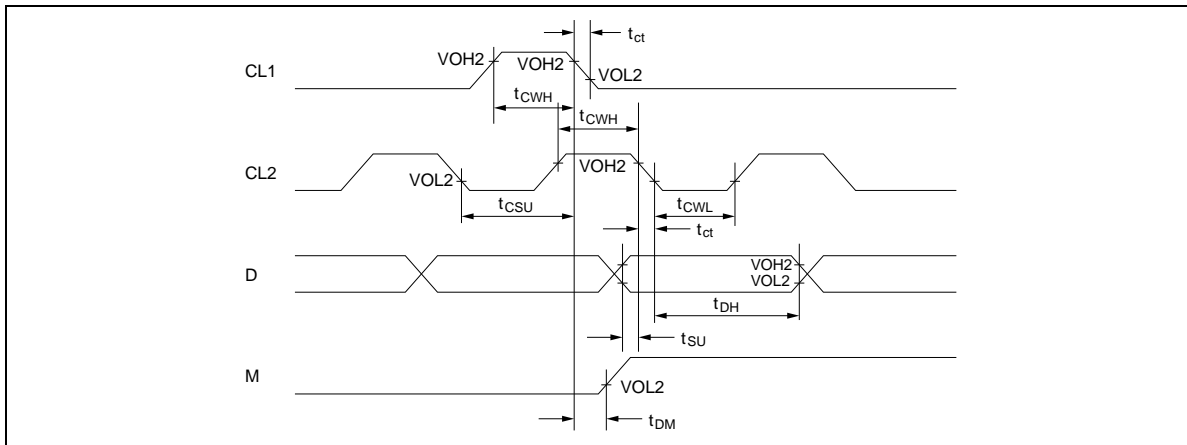 tct
VOH2
VOH2
VOL2
CL1
tCWH
tCWH
VOH2
CL2
VOL2
tCSU
tCWL
tct
D
VOH2
VOL2
tDH
tSU
M
VOL2
tDM